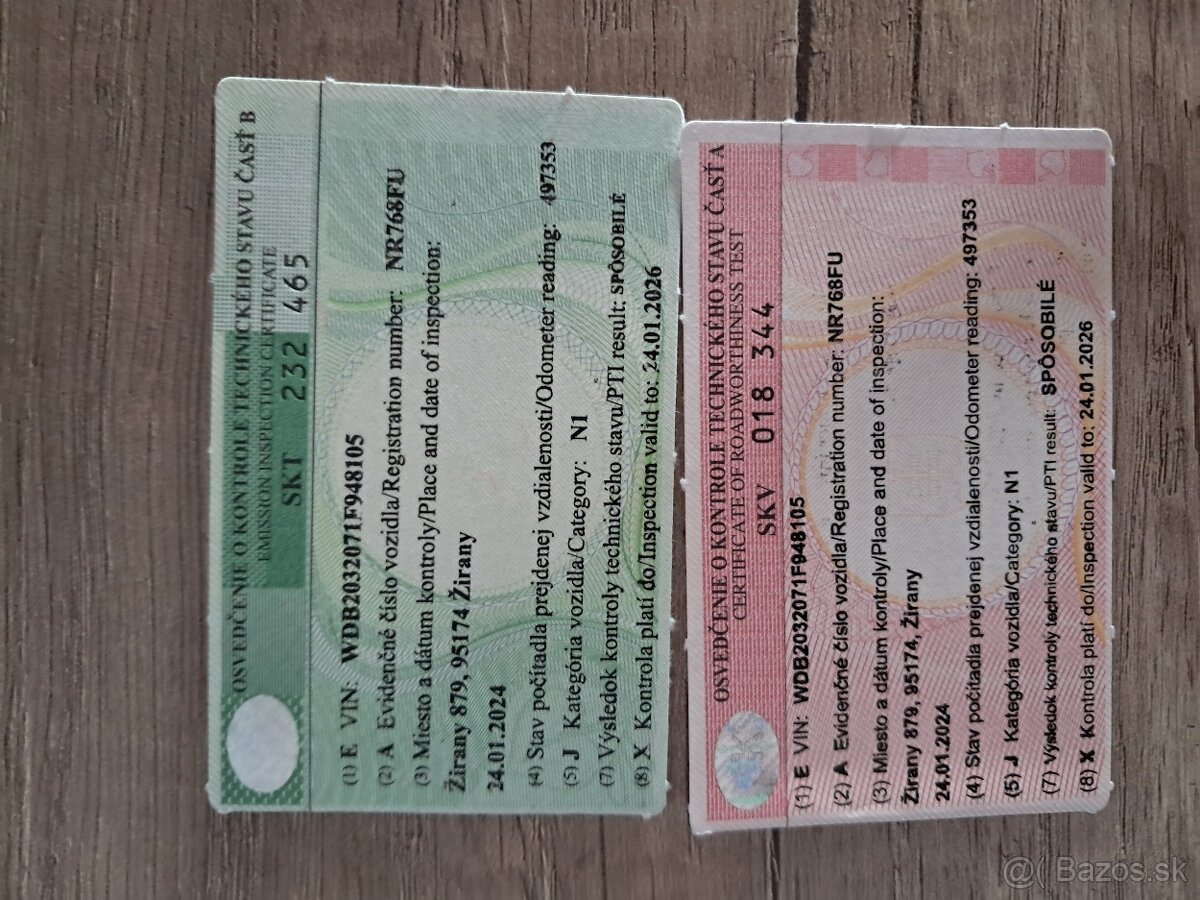 OSVEDČENIE O KONTROLE TECHNICKÉHO STAVU ČASŤ B
EMISSION INSPECTION CERTIFICATE
SKT 232 465
(1) E VIN: WDB2032071F948105
(2) A Evidenčné číslo vozidla/Registration number: NR768FU
(3) Miesto a dátum kontroly/Place and date of inspection:
Žirany 879, 95174 Žirany
24.01.2024
(4) Stav počítadla prejdenej vzdialenosti/Odometer reading: 497353
(5) J Kategória vozidla/Category: N1
(7) Výsledok kontroly technického stavu/PTI result: SPÔSOBILÉ
(8) X Kontrola platí do/Inspection valid to: 24.01.2026
OSVEDČENIE O KONTROLE TECHNICKÉHO STAVU ČASŤ A
CERTIFICATE OF ROADWORTHINESS TEST
SKV 018 344
(1) E VIN: WDB2032071F948105
(2) A Evidenčné číslo vozidla/Registration number: NR768FU
(3) Miesto a dátum kontroly/Place and date of inspection:
Žirany 879, 95174, Žirany
24.01.2024
(4) Stav počítadla prejdenej vzdialenosti/Odometer reading: 497353
(5) J Kategória vozidla/Category: N1
(7) Výsledok kontroly technického stavu/PTI result: SPÔSOBILÉ
(8) X Kontrola platí do/Inspection valid to: 24.01.2026
Bazos.sk